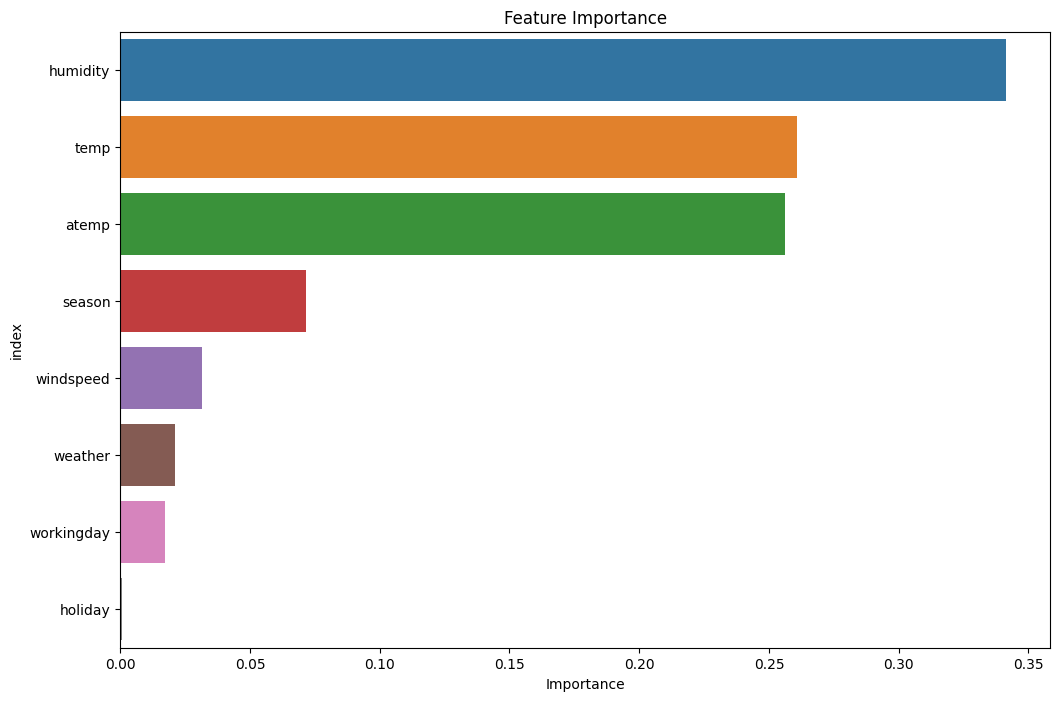 Feature Importance
humidity
temp
atemp
season
windspeed
weather
workingday
holiday
index
0.00 0.05 0.10 0.15 0.20 0.25 0.30 0.35
Importance